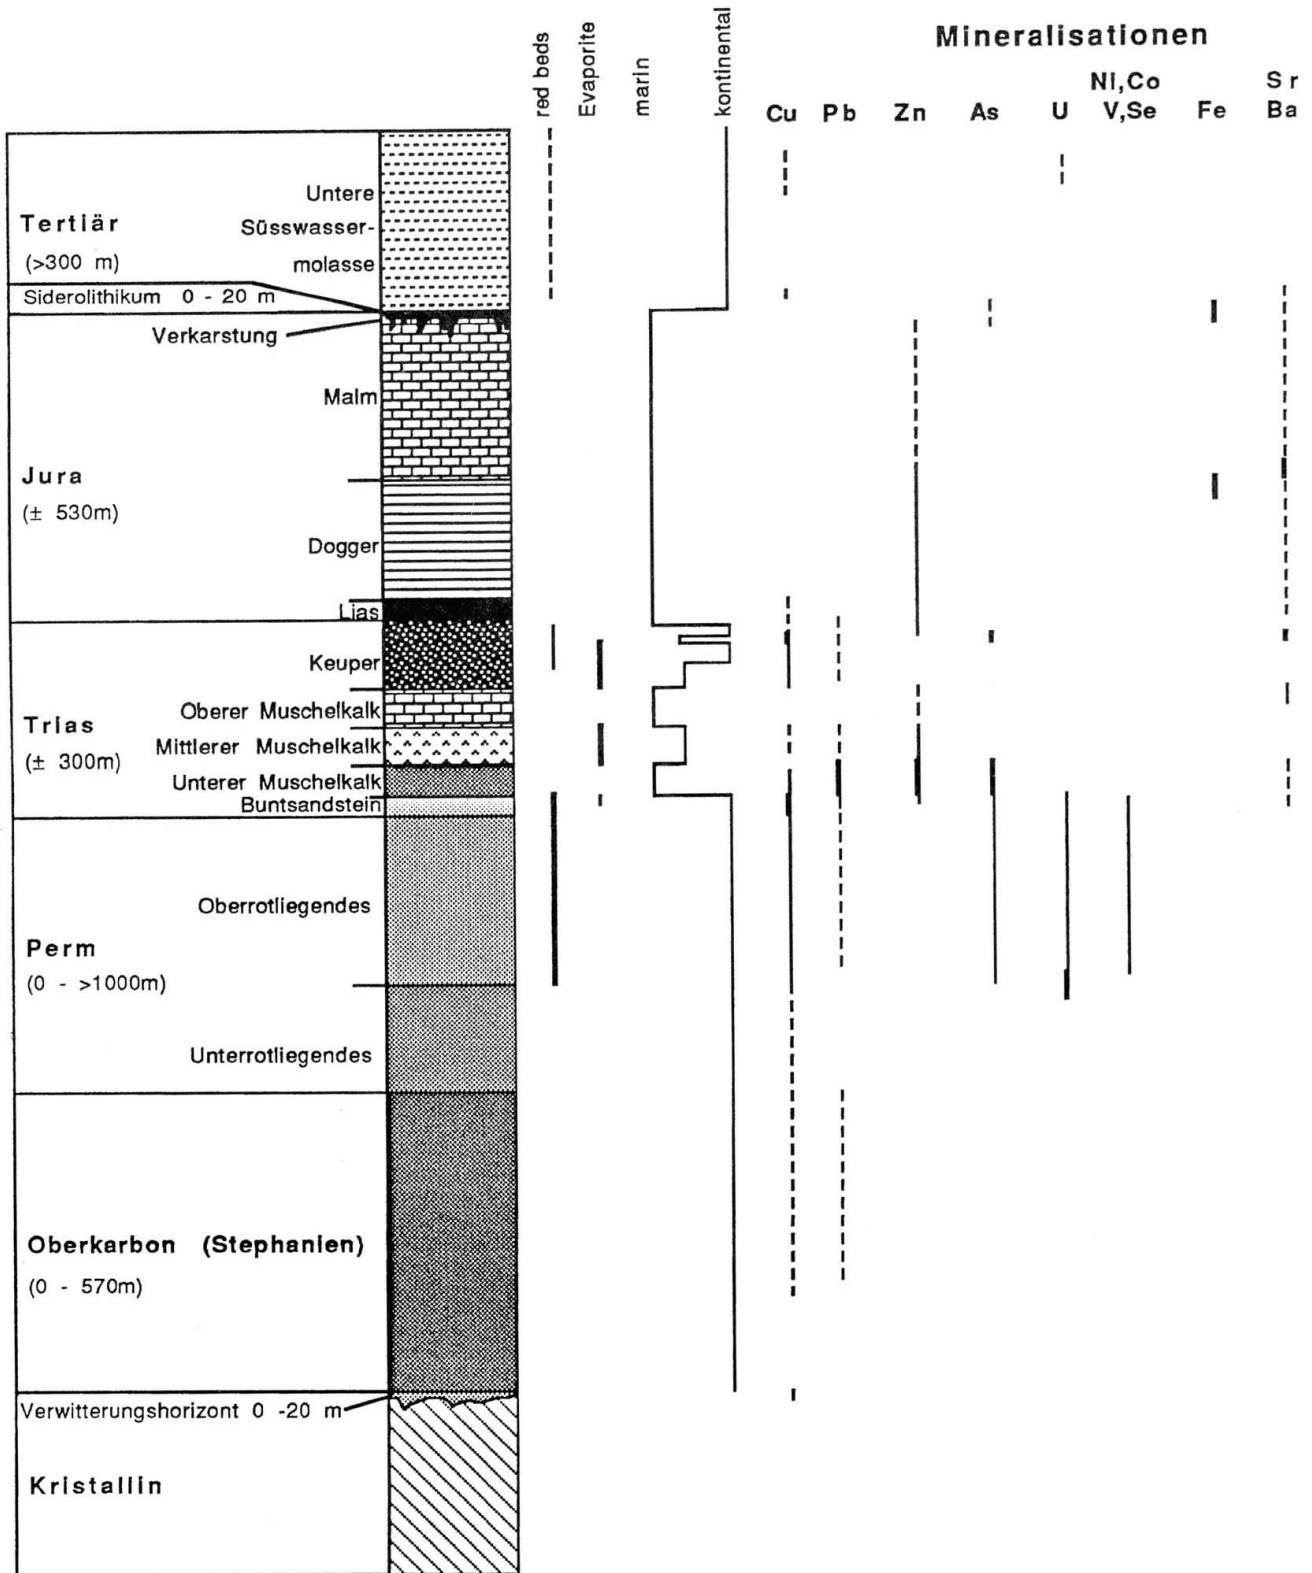 Mineralisationen
red beds
Evaporite
marin
kontinental
Cu
Pb
Zn
As
U
Ni,Co
V,Se
Fe
Sr
Ba
Tertiär
(>300 m)
Untere
Süsswasser-
molasse
Siderolithikum 0 - 20 m
Verkarstung
Malm
Jura
(± 530m)
Dogger
Lias
Keuper
Oberer Muschelkalk
Trias
(± 300m)
Mittlerer Muschelkalk
Unterer Muschelkalk
Buntsandstein
Oberrotliegendes
Perm
(0 - >1000m)
Unterrotliegendes
Oberkarbon (Stephanien)
(0 - 570m)
Verwitterungshorizont 0 -20 m
Kristallin